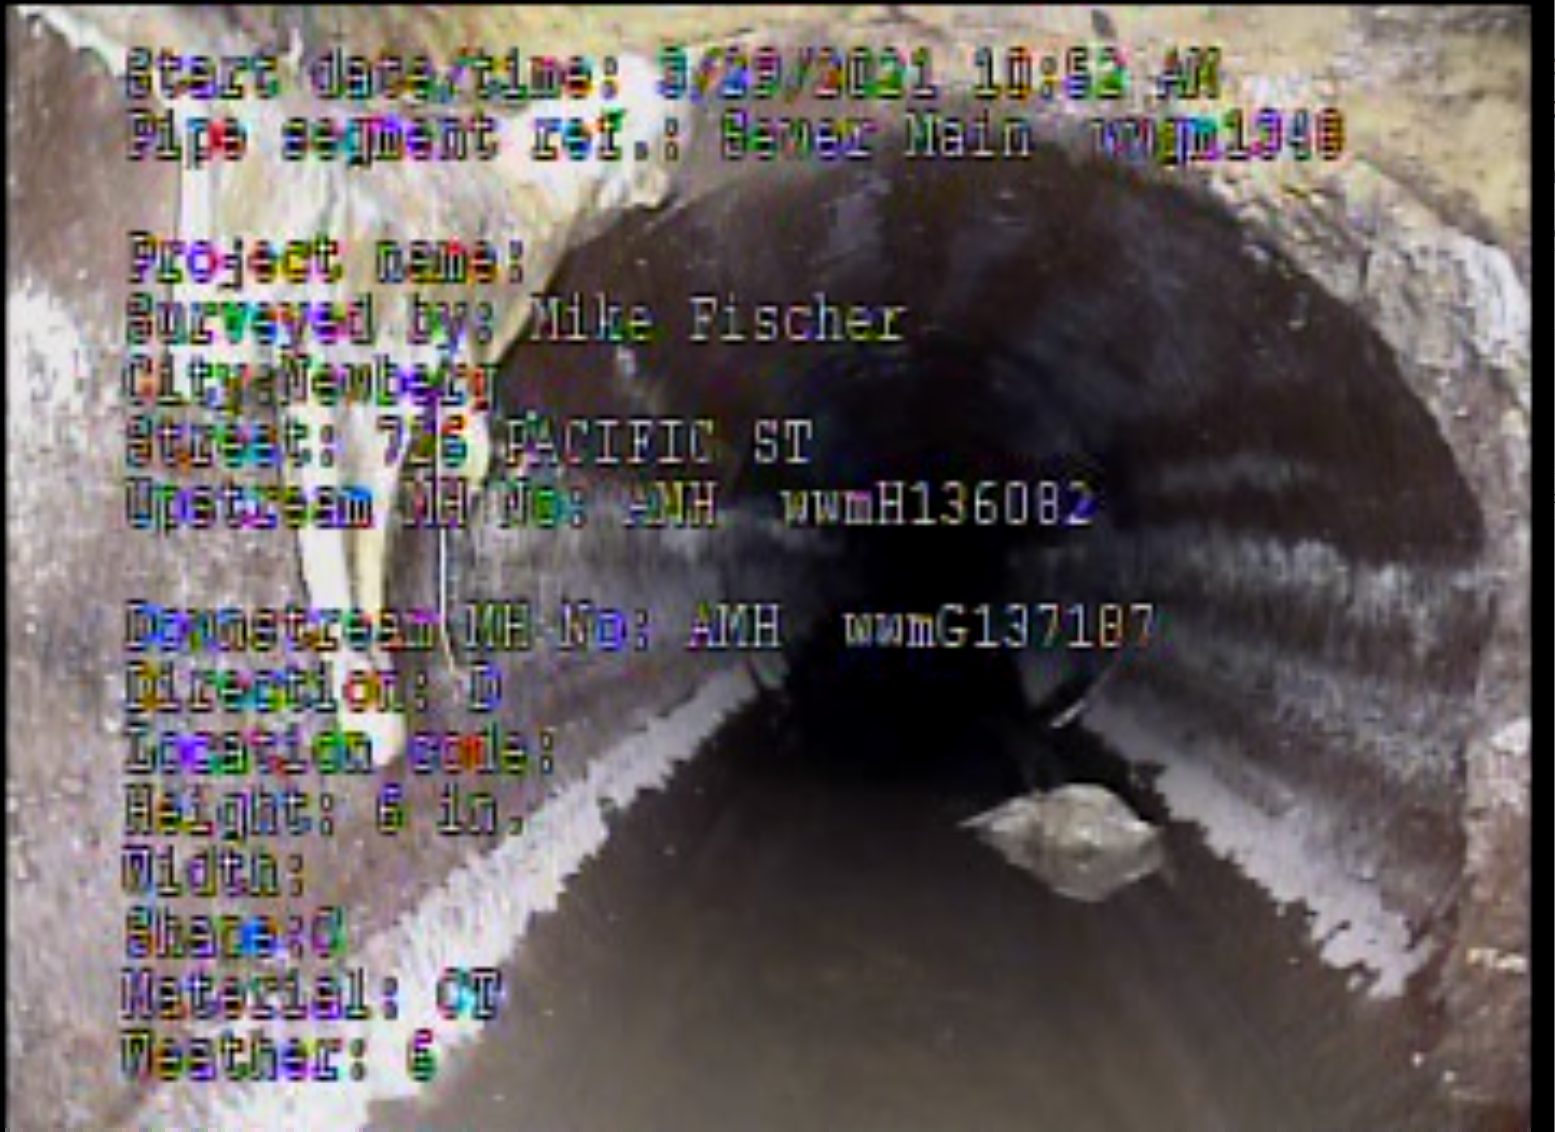 Start date/time: 3/29/2021 10:52 AM
Pipe segment ref.: Sewer Main wwgm1340
Project name:
Surveyed by: Mike Fischer
City:Newberg
Street: 726 PACIFIC ST
Upstream MH No: AMH wwmH136082
Downstream MH No: AMH wwmG137187
Direction: D
Location code:
Height: 6 in.
Width:
Shape:C
Material: CT
Weather: 6